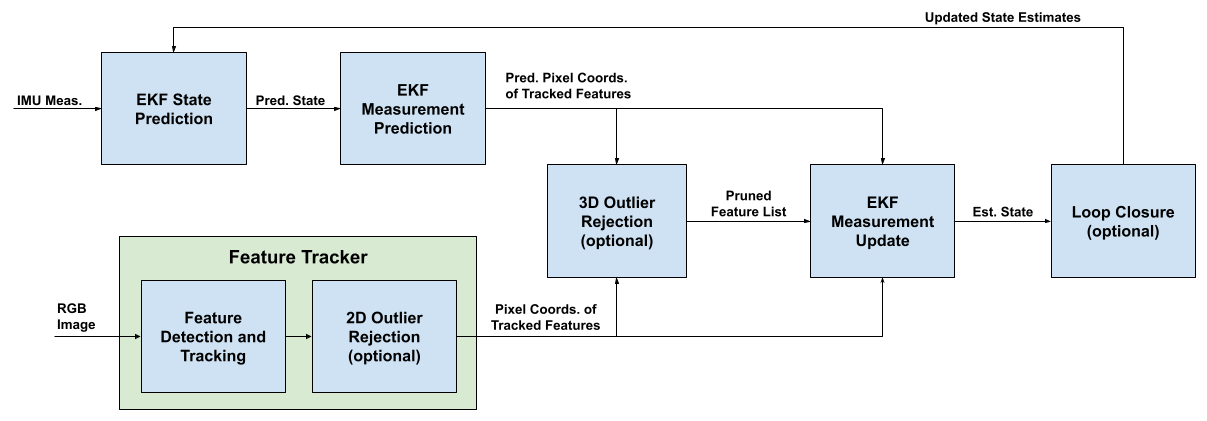 Updated State Estimates
IMU Meas.
EKF State
Prediction
Pred. State
EKF
Measurement
Prediction
Pred. Pixel Coords.
of Tracked Features
3D Outlier
Rejection
(optional)
Pruned
Feature List
EKF
Measurement
Update
Est. State
Loop Closure
(optional)
Feature Tracker
RGB
Image
Feature
Detection and
Tracking
2D Outlier
Rejection
(optional)
Pixel Coords. of
Tracked Features